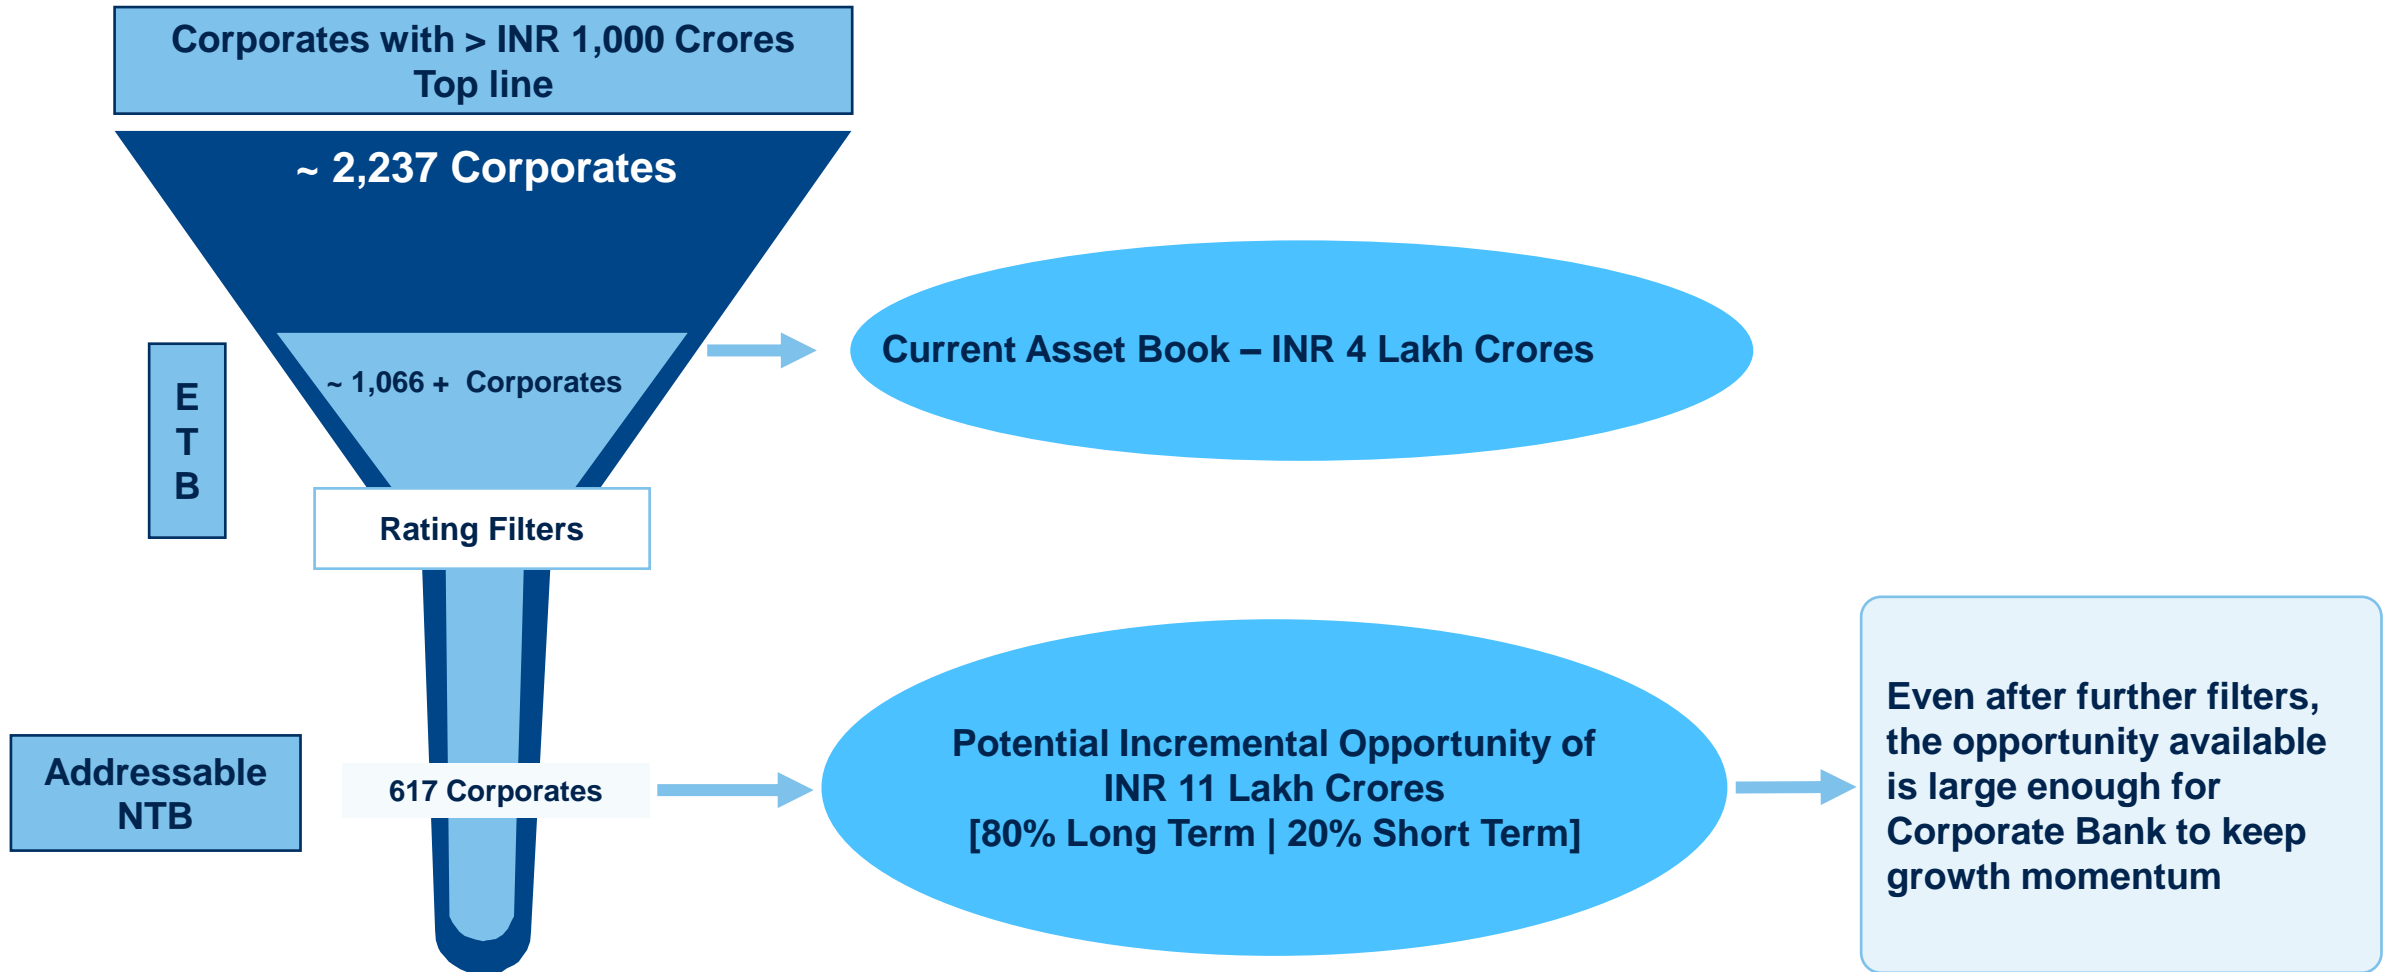 Corporates with > INR 1,000 Crores
Top line
~ 2,237 Corporates
Current Asset Book – INR 4 Lakh Crores
~ 1,066 +  Corporates
E
T
B
Rating Filters
Addressable
NTB
617 Corporates
Potential Incremental Opportunity of
INR 11 Lakh Crores
[80% Long Term | 20% Short Term]
Even after further filters,
the opportunity available
is large enough for
Corporate Bank to keep
growth momentum